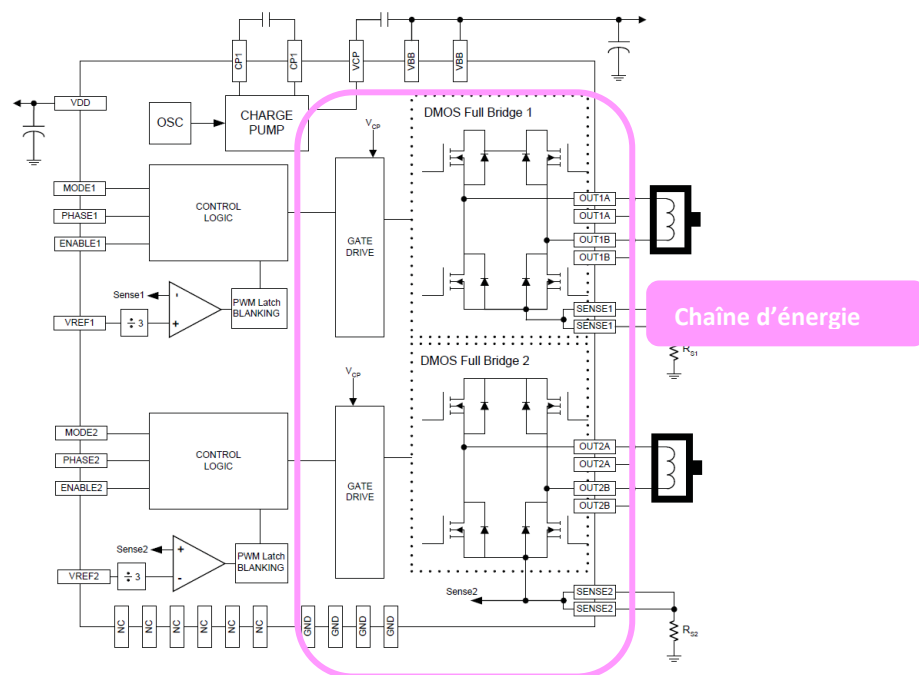 CP1
CP1
VCP
VBB
VBB
VDD
OSC
CHARGE
PUMP
DMOS Full Bridge 1
VCP
MODE1
PHASE1
ENABLE1
CONTROL
LOGIC
GATE
DRIVE
OUT1A
OUT1A
OUT1B
OUT1B
Sense1
-
+
PWM Latch
BLANKING
VREF1
÷ 3
SENSE1
SENSE1
Chaîne d'énergie
RS1
DMOS Full Bridge 2
VCP
MODE2
PHASE2
ENABLE2
CONTROL
LOGIC
GATE
DRIVE
OUT2A
OUT2A
OUT2B
OUT2B
Sense2
+
-
PWM Latch
BLANKING
VREF2
÷ 3
Sense2
SENSE2
SENSE2
RS2
NC
NC
NC
NC
NC
NC
GND
GND
GND
GND